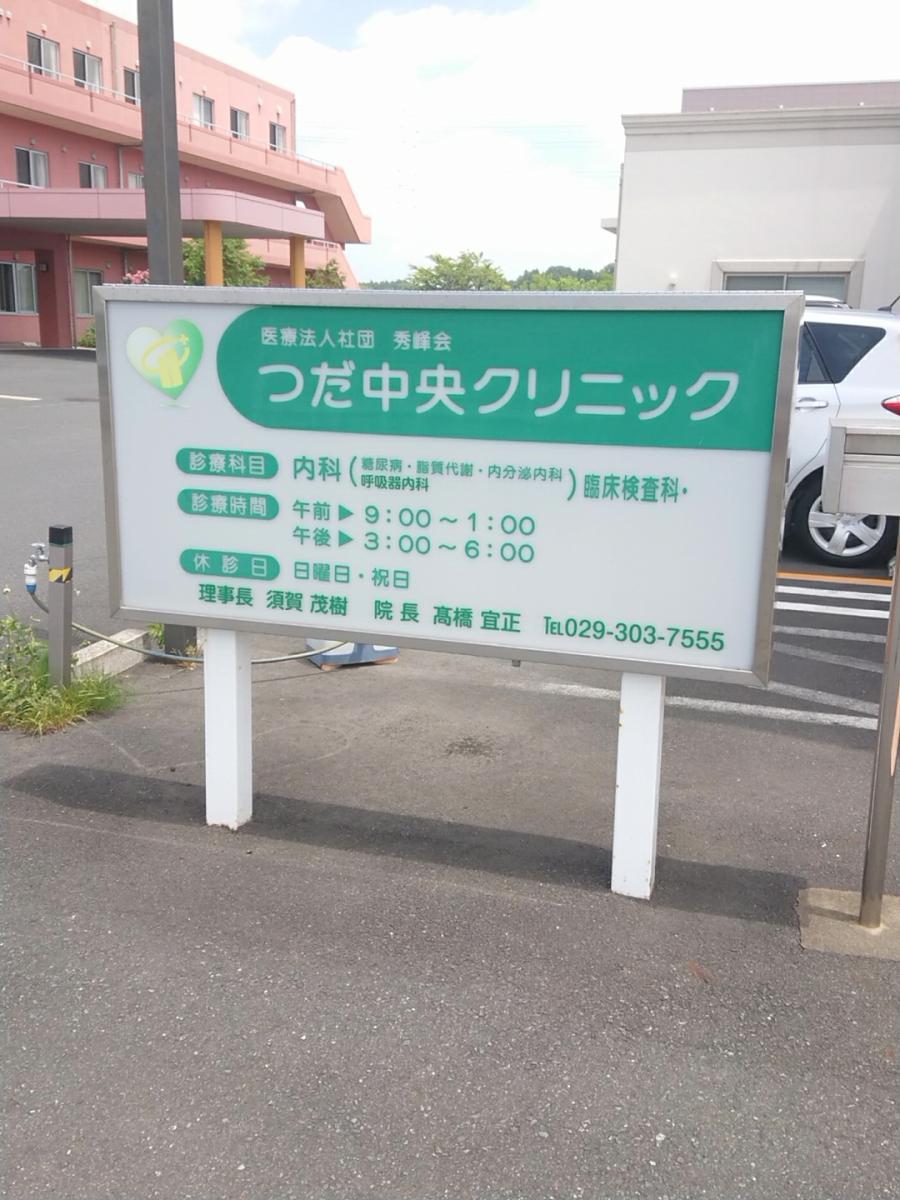 医療法人社団 秀峰会
つだ中央クリニック
診療科目 内科(糖尿病・脂質代謝・内分泌内科
呼吸器内科)臨床検査科・
診療時間 午前▶9:00～1:00
午後▶3:00～6:00
休診日 日曜日・祝日
理事長 須賀 茂樹 院長 髙橋 宜正 TEL029-303-7555